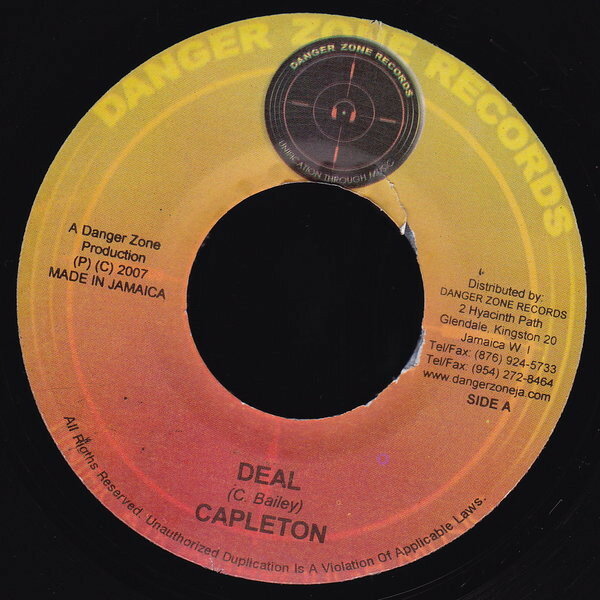 DANGER ZONE RECORDS
DANGER ZONE RECORDS
UNIFICATION THROUGH MUSIC
A Danger Zone
Production
(P) (C) 2007
MADE IN JAMAICA
Distributed by:
DANGER ZONE RECORDS
2 Hyacinth Path
Glendale, Kingston 20
Jamaica W I
Tel/Fax: (876) 924-5733
Tel/Fax: (954) 272-8464
www.dangerzoneja.com
SIDE A
DEAL
(C. Bailey)
CAPLETON
All Rights Reserved. Unauthorized Duplication Is A Violation Of Applicable Laws.